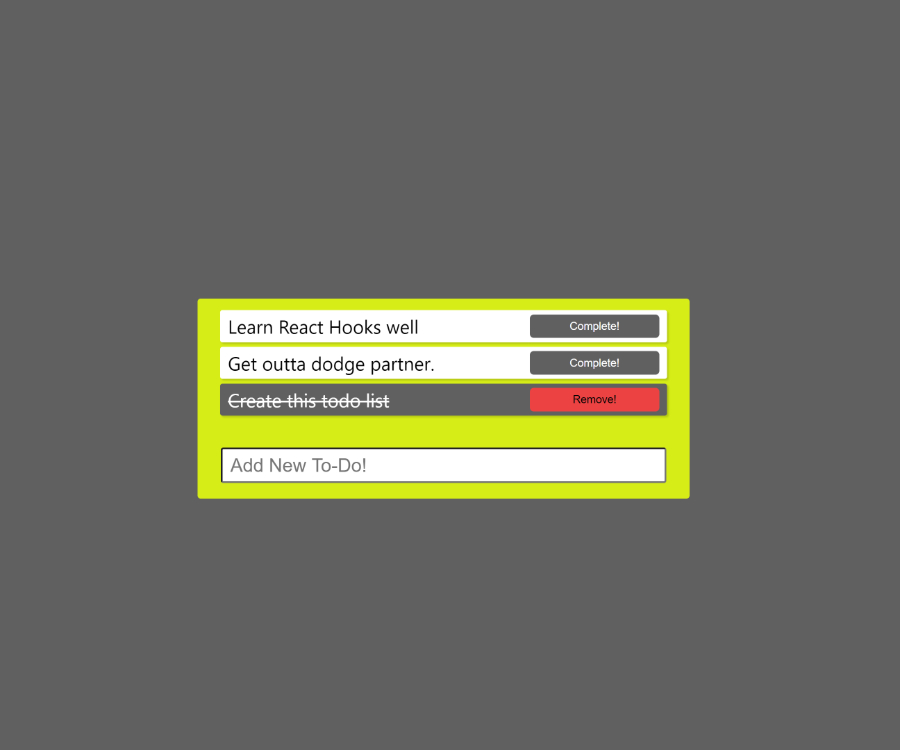 Learn React Hooks well Complete!
Get outta dodge partner. Complete!
Create this todo list Remove!
Add New To-Do!